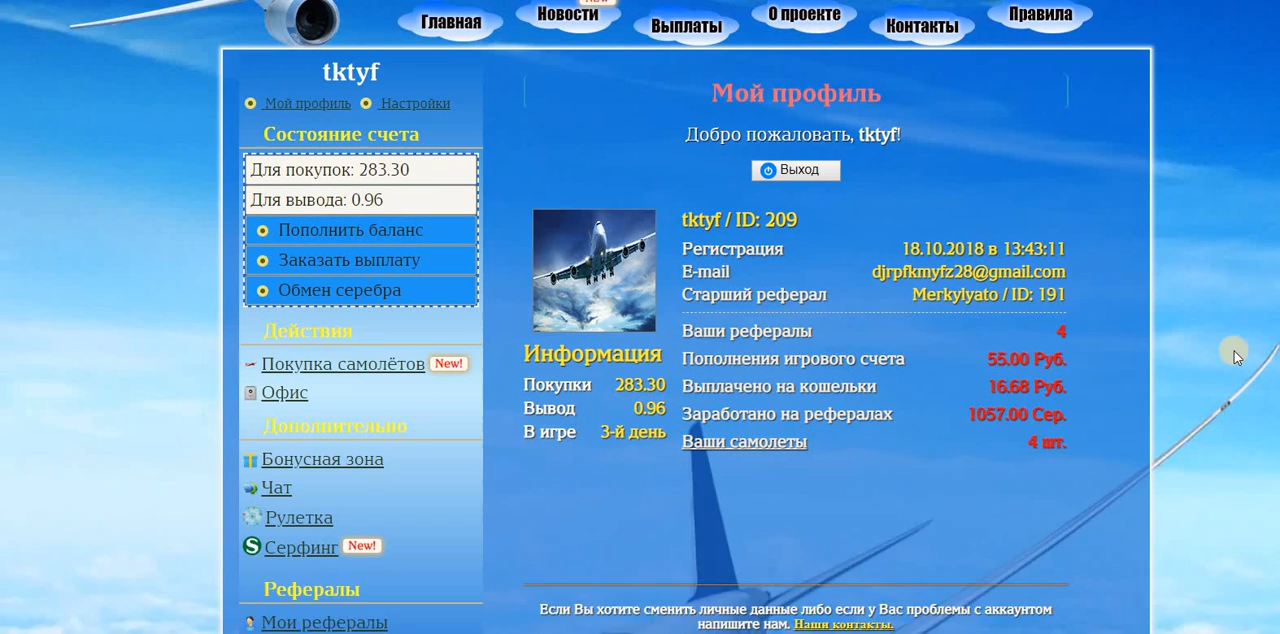 Главная
Новости
Выплаты
О проекте
Контакты
Правила
tktyf
Мой профиль Настройки
Состояние счета
Для покупок: 283.30
Для вывода: 0.96
Пополнить баланс
Заказать выплату
Обмен серебра
Действия
Покупка самолётов New!
Офис
Дополнительно
Бонусная зона
Чат
Рулетка
S Серфинг New!
Рефералы
Мои рефералы
Мой профиль
Добро пожаловать, tktyf!
Выход
Информация
Покупки 283.30
Вывод 0.96
В игре 3-й день
tktyf / ID: 209
Регистрация 18.10.2018 в 13:43:11
E-mail djrpfkmyfz28@gmail.com
Старший реферал Merkylyato / ID: 191
Ваши рефералы 4
Пополнения игрового счета 55.00 Руб.
Выплачено на кошельки 16.68 Руб.
Заработано на рефералах 1057.00 Сер.
Ваши самолеты 4 шт.
Если Вы хотите сменить личные данные либо если у Вас проблемы с аккаунтом
напишите нам. Наши контакты.